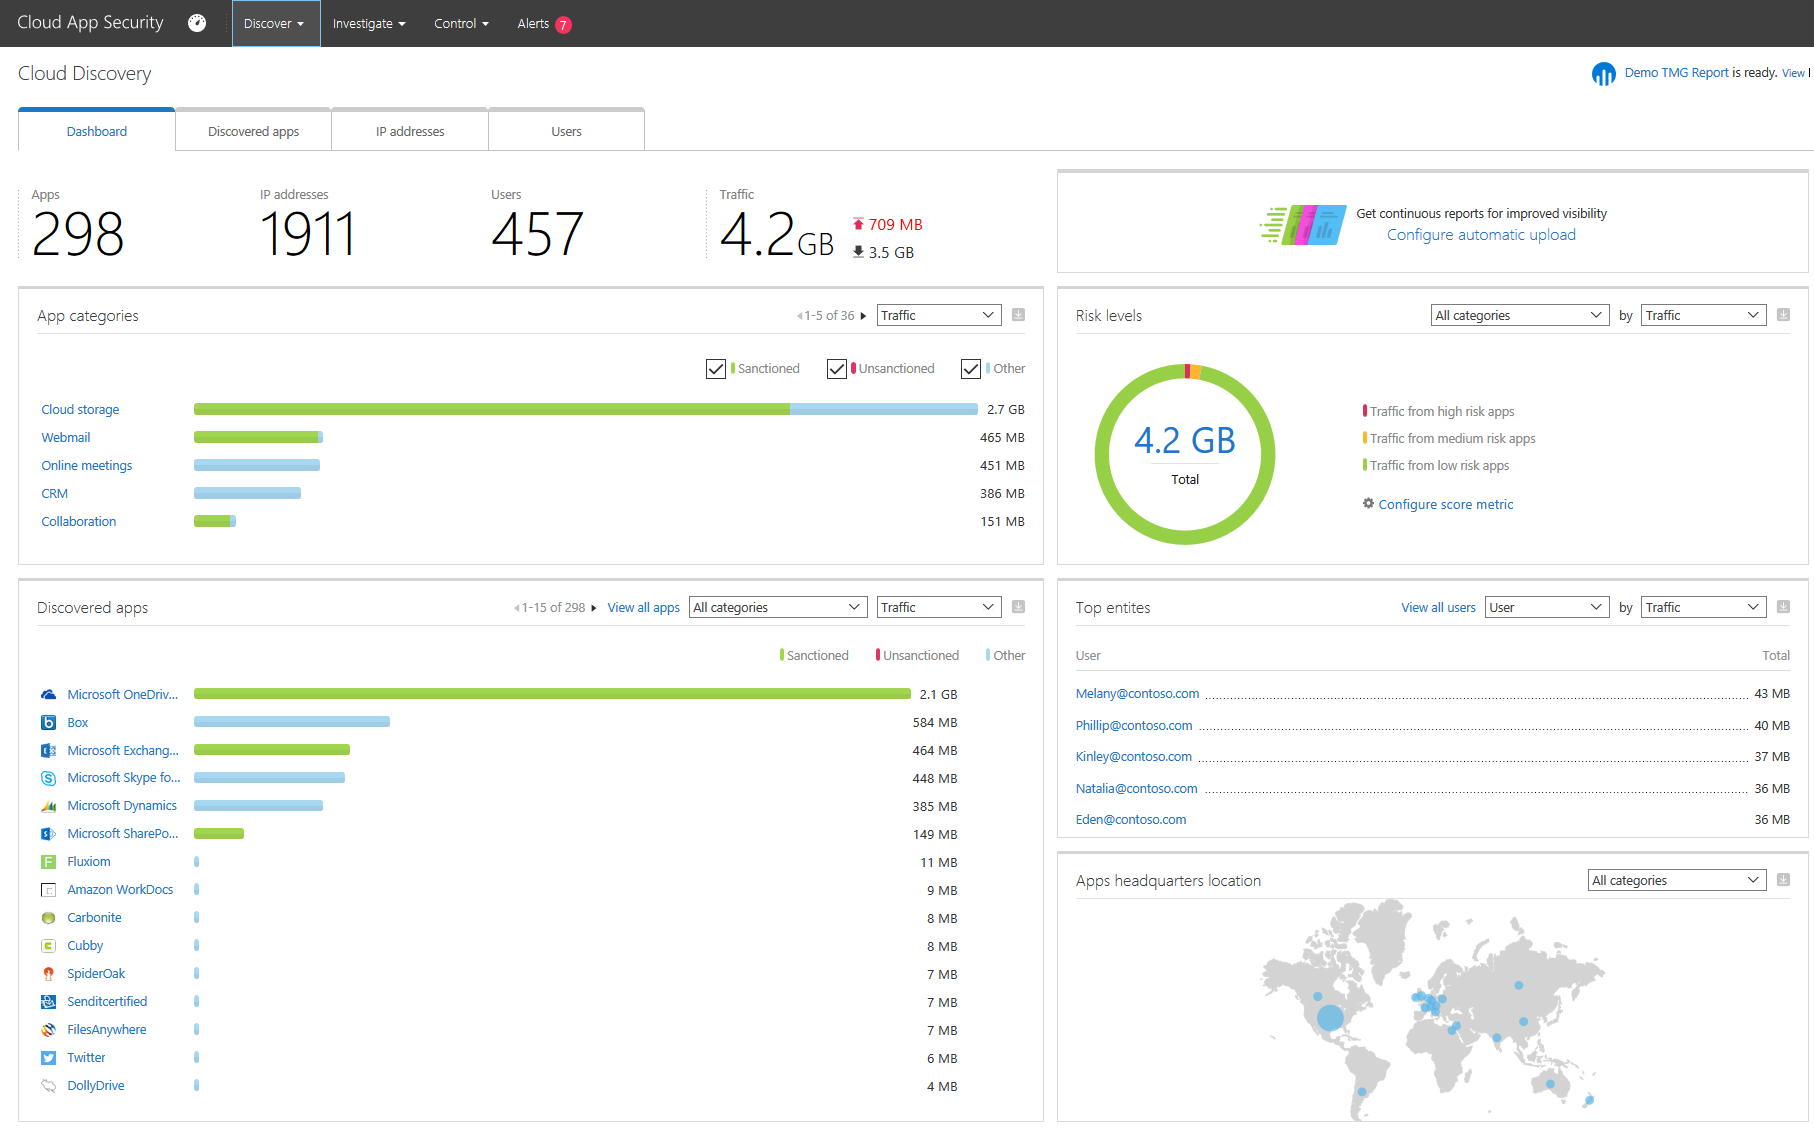 Cloud App Security Discover Investigate Control Alerts 7
Cloud Discovery
Demo TMG Report is ready. View
Dashboard Discovered apps IP addresses Users
Apps IP addresses Users Traffic
298 1911 457 4.2GB
709 MB
3.5 GB
Get continuous reports for improved visibility
Configure automatic upload
App categories 1-5 of 36 Traffic
Sanctioned Unsanctioned Other
Cloud storage 2.7 GB
Webmail 465 MB
Online meetings 451 MB
CRM 386 MB
Collaboration 151 MB
Risk levels All categories by Traffic
4.2 GB
Total
Traffic from high risk apps
Traffic from medium risk apps
Traffic from low risk apps
Configure score metric
Discovered apps 1-15 of 298 View all apps All categories Traffic
Sanctioned Unsanctioned Other
Microsoft OneDriv... 2.1 GB
Box 584 MB
Microsoft Exchang... 464 MB
Microsoft Skype fo... 448 MB
Microsoft Dynamics 385 MB
Microsoft SharePo... 149 MB
Fluxiom 11 MB
Amazon WorkDocs 9 MB
Carbonite 8 MB
Cubby 8 MB
SpiderOak 7 MB
Senditcertified 7 MB
FilesAnywhere 7 MB
Twitter 6 MB
DollyDrive 4 MB
Top entites View all users User by Traffic
User Total
Melany@contoso.com 43 MB
Phillip@contoso.com 40 MB
Kinley@contoso.com 37 MB
Natalia@contoso.com 36 MB
Eden@contoso.com 36 MB
Apps headquarters location All categories